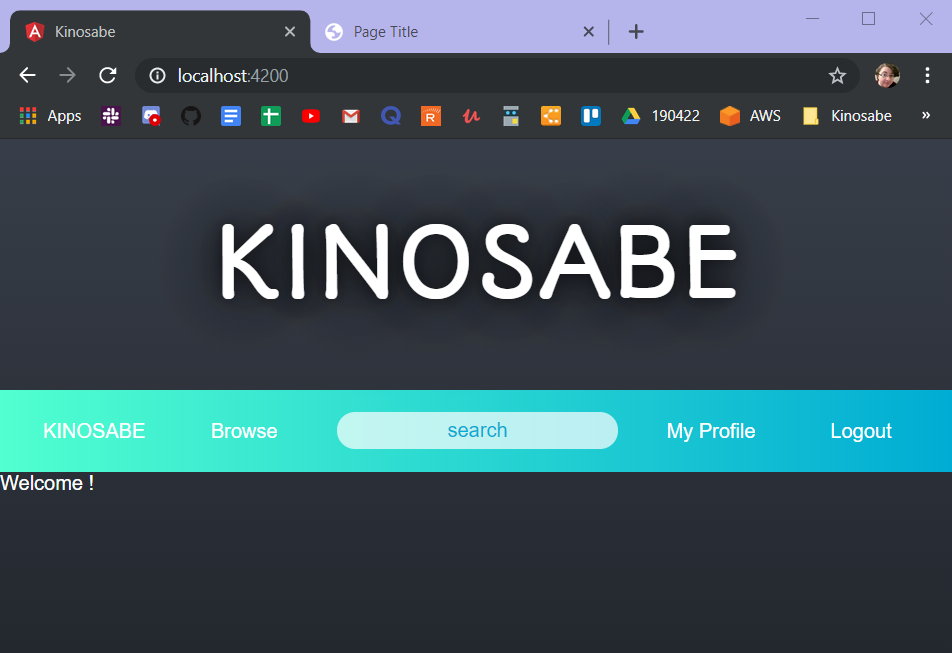 Kinosabe
Page Title
localhost:4200
Apps
R
190422
AWS
Kinosabe
»
KINOSABE
KINOSABE Browse search My Profile Logout
Welcome !